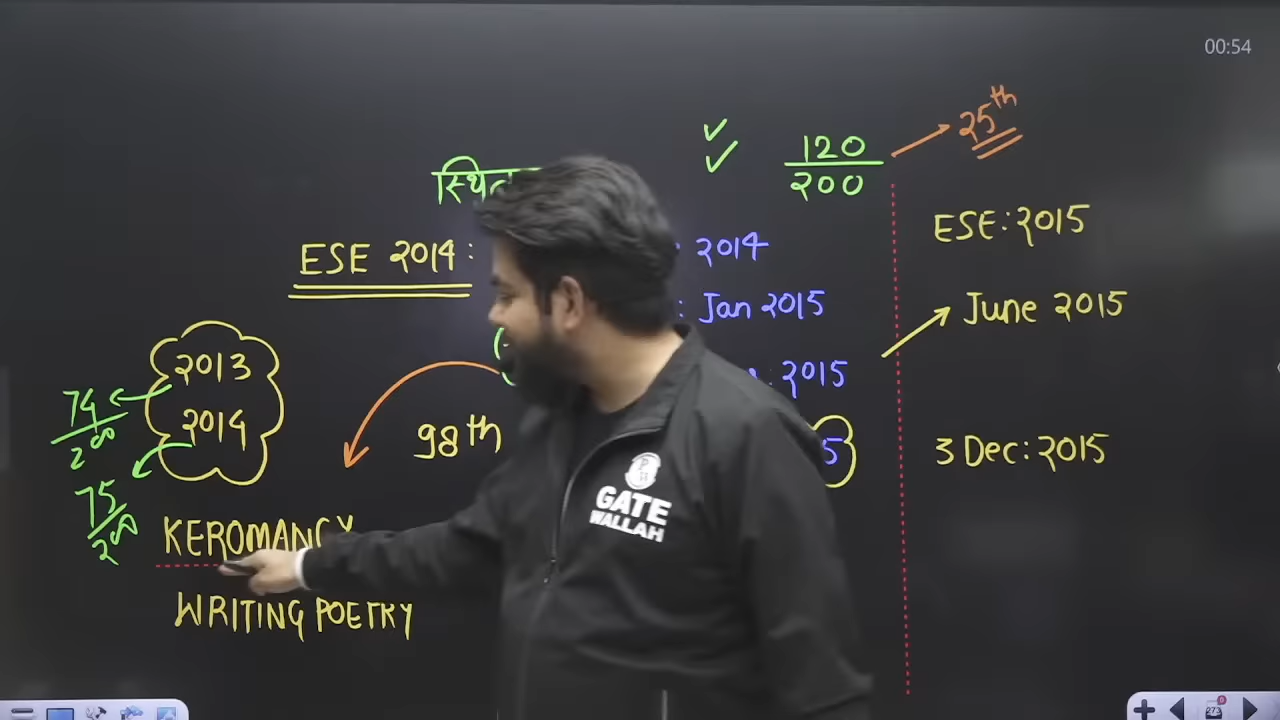 00:54
25th
120
200
ESE 2014:
2014
ESE: 2015
: Jan 2015
June 2015
2013
: 2015
74
200
2014
98th
5
3 Dec: 2015
75
200
KEROMANCY
GATE
WALLAH
WRITING POETRY